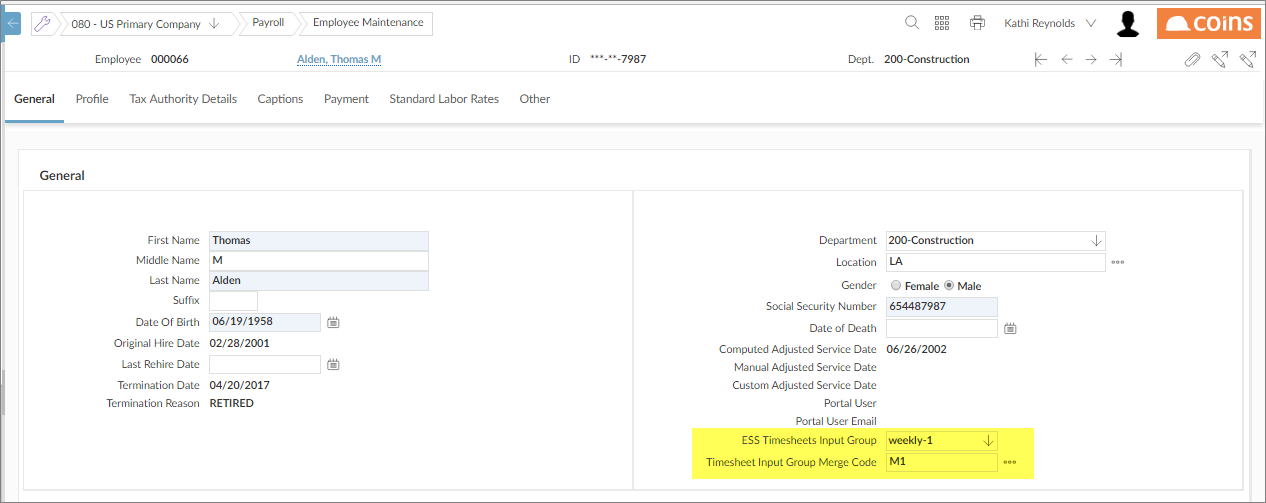 080 - US Primary Company Payroll Employee Maintenance Kathi Reynolds coins
Employee 000066 Alden, Thomas M ID ***-**-7987 Dept. 200-Construction
General Profile Tax Authority Details Captions Payment Standard Labor Rates Other
General
First Name Thomas
Middle Name M
Last Name Alden
Suffix
Date Of Birth 06/19/1958
Original Hire Date 02/28/2001
Last Rehire Date
Termination Date 04/20/2017
Termination Reason RETIRED
Department 200-Construction
Location LA
Gender Female Male
Social Security Number 654487987
Date of Death
Computed Adjusted Service Date 06/26/2002
Manual Adjusted Service Date
Custom Adjusted Service Date
Portal User
Portal User Email
ESS Timesheets Input Group weekly-1
Timesheet Input Group Merge Code M1